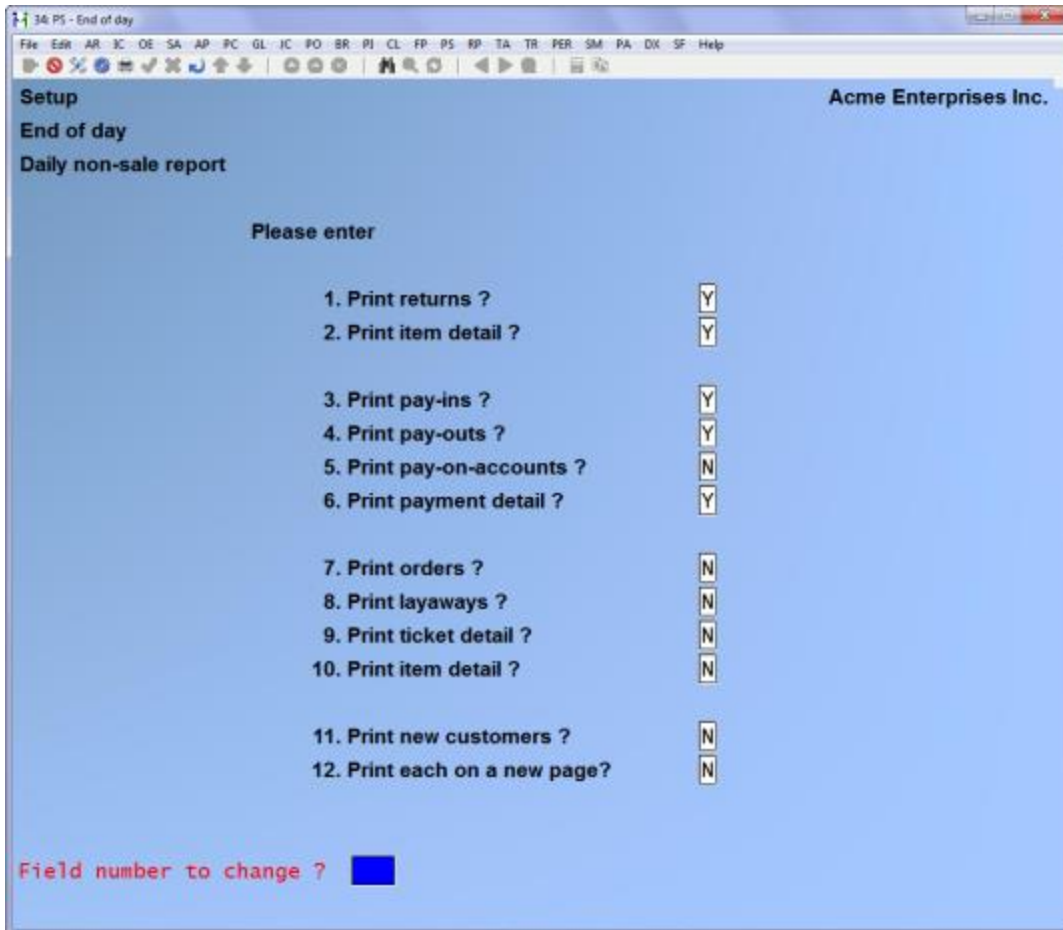 34: PS - End of day
File Edit AR IC OE SA AP PC GL JC PO BR PJ CL FP PS RP TA TR PER SM PA DX SF Help
Setup Acme Enterprises Inc.
End of day
Daily non-sale report
Please enter
1. Print returns ? Y
2. Print item detail ? Y
3. Print pay-ins ? Y
4. Print pay-outs ? Y
5. Print pay-on-accounts ? N
6. Print payment detail ? Y
7. Print orders ? N
8. Print layaways ? N
9. Print ticket detail ? N
10. Print item detail ? N
11. Print new customers ? N
12. Print each on a new page? N
Field number to change ?